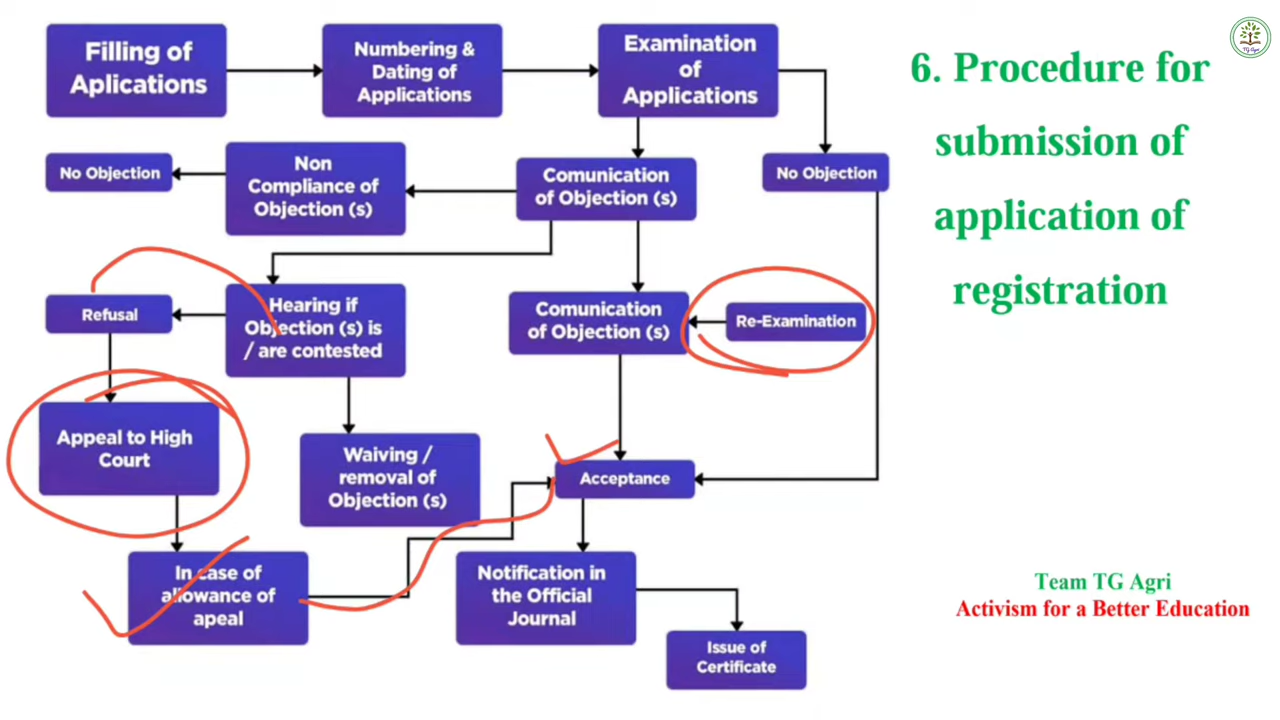 Filling of
Aplications
Numbering &
Dating of
Applications
Examination
of
Applications
6. Procedure for
submission of
application of
registration
TG Agri
No Objection
Non
Compliance of
Objection (s)
Comunication
of Objection (s)
No Objection
Refusal
Hearing if
Objection (s) is
/ are contested
Comunication
of Objection (s)
Re-Examination
Appeal to High
Court
Waiving /
removal of
Objection (s)
Acceptance
In case of
allowance of
apeal
Notification in
the Official
Journal
Issue of
Certificate
Team TG Agri
Activism for a Better Education